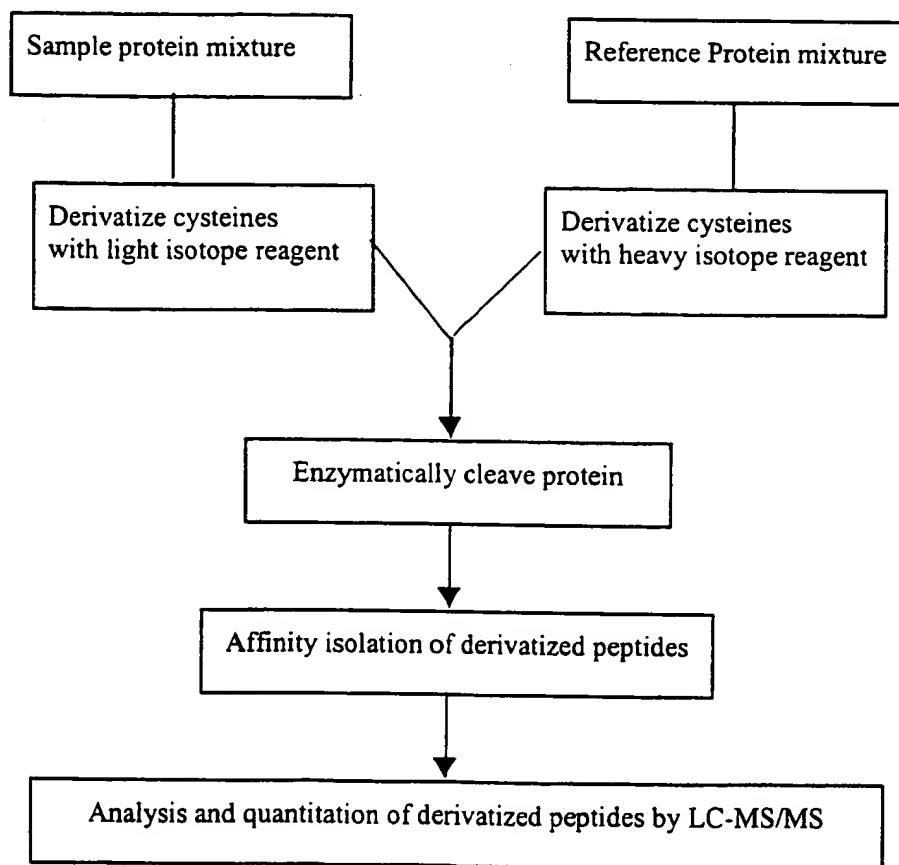 Sample protein mixture
Reference Protein mixture
Derivatize cysteines
with light isotope reagent
Derivatize cysteines
with heavy isotope reagent
Enzymatically cleave protein
Affinity isolation of derivatized peptides
Analysis and quantitation of derivatized peptides by LC-MS/MS